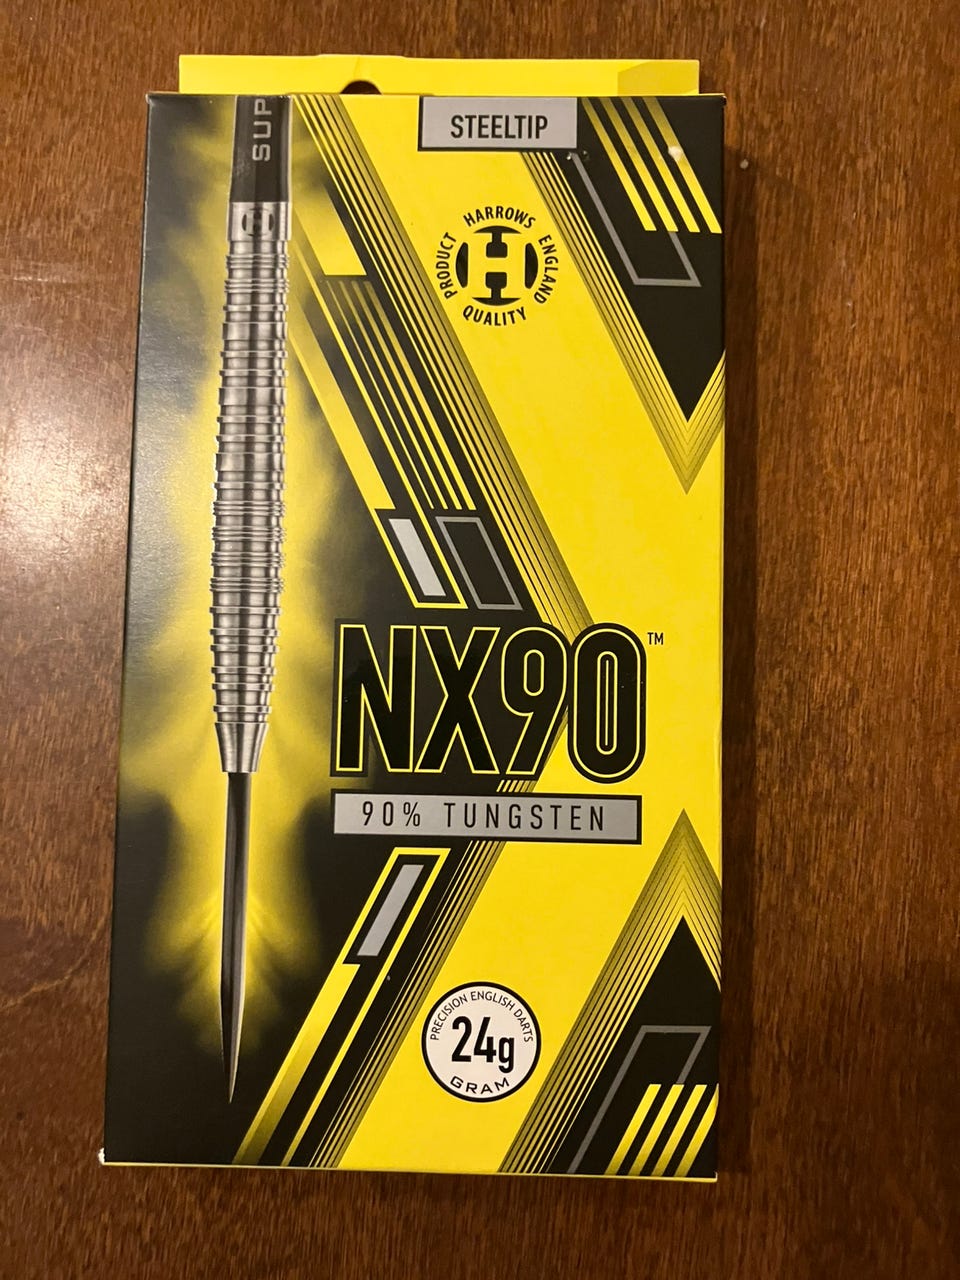 STEELTIP
SUP
HARROWS
ENGLAND
PRODUCT
QUALITY
H
NX90™
90% TUNGSTEN
PRECISION ENGLISH DARTS
24g
GRAM